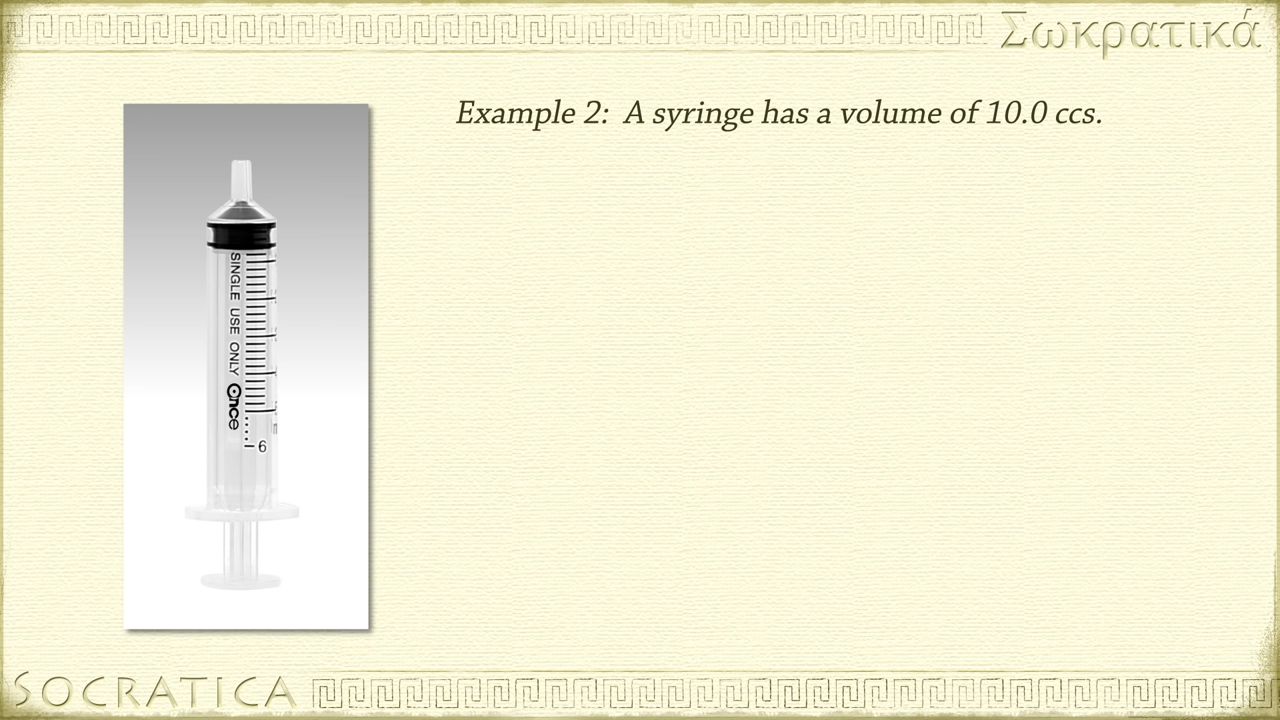 Σωκρατικά
Example 2:  A syringe has a volume of 10.0 ccs.
SINGLE USE ONLY Once
6
SOCRATICA